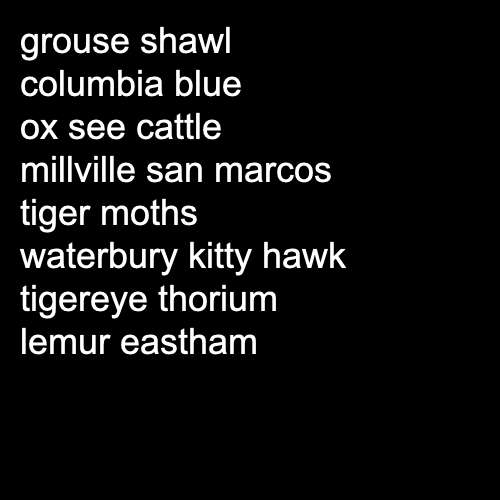 grouse shawl
columbia blue
ox see cattle
millville san marcos
tiger moths
waterbury kitty hawk
tigereye thorium
lemur eastham